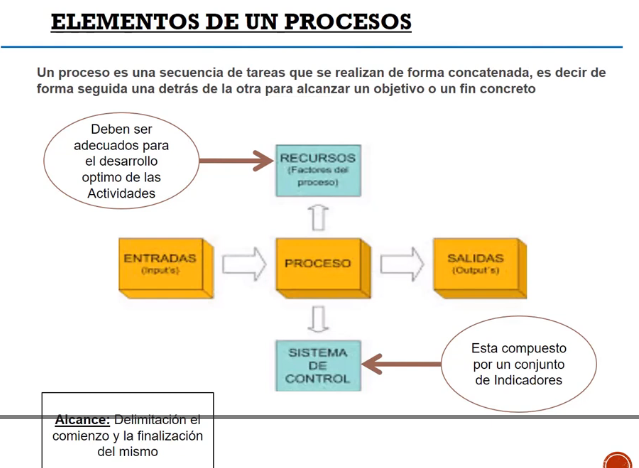 ELEMENTOS DE UN PROCESOS
Un proceso es una secuencia de tareas que se realizan de forma concatenada, es decir de
forma seguida una detrás de la otra para alcanzar un objetivo o un fin concreto
Deben ser
adecuados para
el desarrollo
optimo de las
Actividades
RECURSOS
(Factores del
proceso)
ENTRADAS
(Input's)
PROCESO
SALIDAS
(Output´s)
SISTEMA
DE
CONTROL
Esta compuesto
por un conjunto
de Indicadores
Alcance: Delimitación el
comienzo y la finalización
del mismo